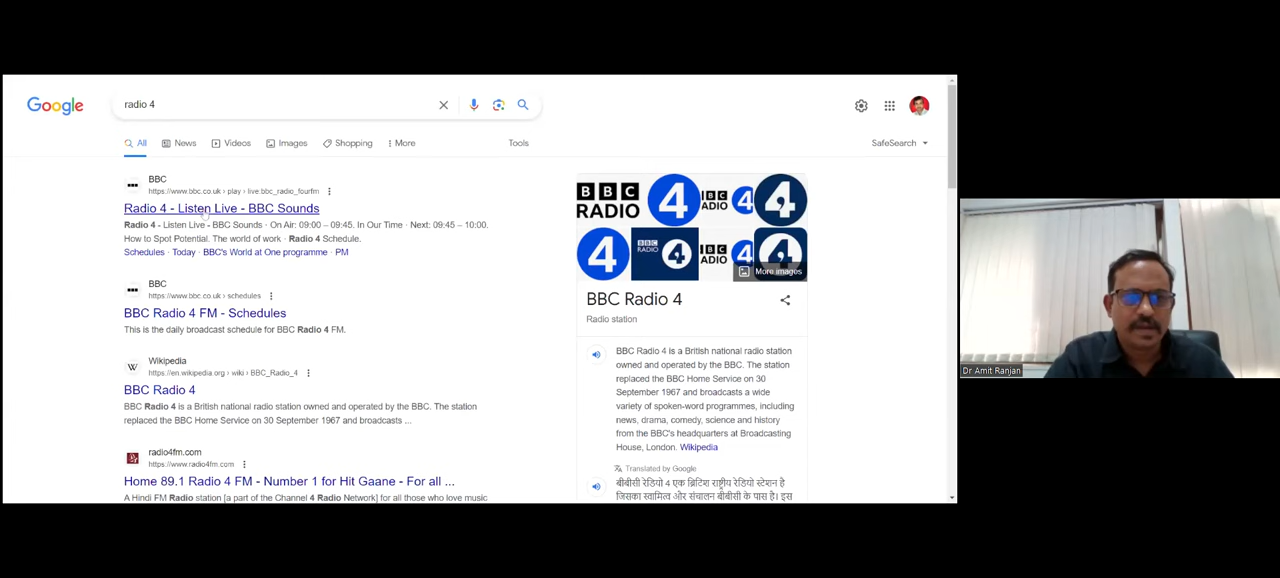 Google
radio 4
All News Videos Images Shopping More Tools SafeSearch
BBC
https://www.bbc.co.uk › play › live:bbc_radio_fourfm
Radio 4 - Listen Live - BBC Sounds
Radio 4 - Listen Live - BBC Sounds · On Air: 09:00 – 09:45. In Our Time · Next: 09:45 – 10:00.
How to Spot Potential. The world of work · Radio 4 Schedule.
Schedules · Today · BBC's World at One programme · PM
BBC
https://www.bbc.co.uk › schedules
BBC Radio 4 FM - Schedules
This is the daily broadcast schedule for BBC Radio 4 FM.
Wikipedia
https://en.wikipedia.org › wiki › BBC_Radio_4
BBC Radio 4
BBC Radio 4 is a British national radio station owned and operated by the BBC. The station
replaced the BBC Home Service on 30 September 1967 and broadcasts ...
radio4fm.com
https://www.radio4fm.com
Home 89.1 Radio 4 FM - Number 1 for Hit Gaane - For all ...
A Hindi FM Radio station [a part of the Channel 4 Radio Network] for all those who love music
BBC
RADIO
4
BBC
ADIO
4
4
4
BBC
RADIO
4
BBC
ADIO
4
4
More images
BBC Radio 4
Radio station
BBC Radio 4 is a British national radio station
owned and operated by the BBC. The station
replaced the BBC Home Service on 30
September 1967 and broadcasts a wide
variety of spoken-word programmes, including
news, drama, comedy, science and history
from the BBC's headquarters at Broadcasting
House, London. Wikipedia
Translated by Google
बीबीसी रेडियो 4 एक ब्रिटिश राष्ट्रीय रेडियो स्टेशन है
जिसका स्वामित्व और संचालन बीबीसी के पास है। इस
Dr Amit Ranjan